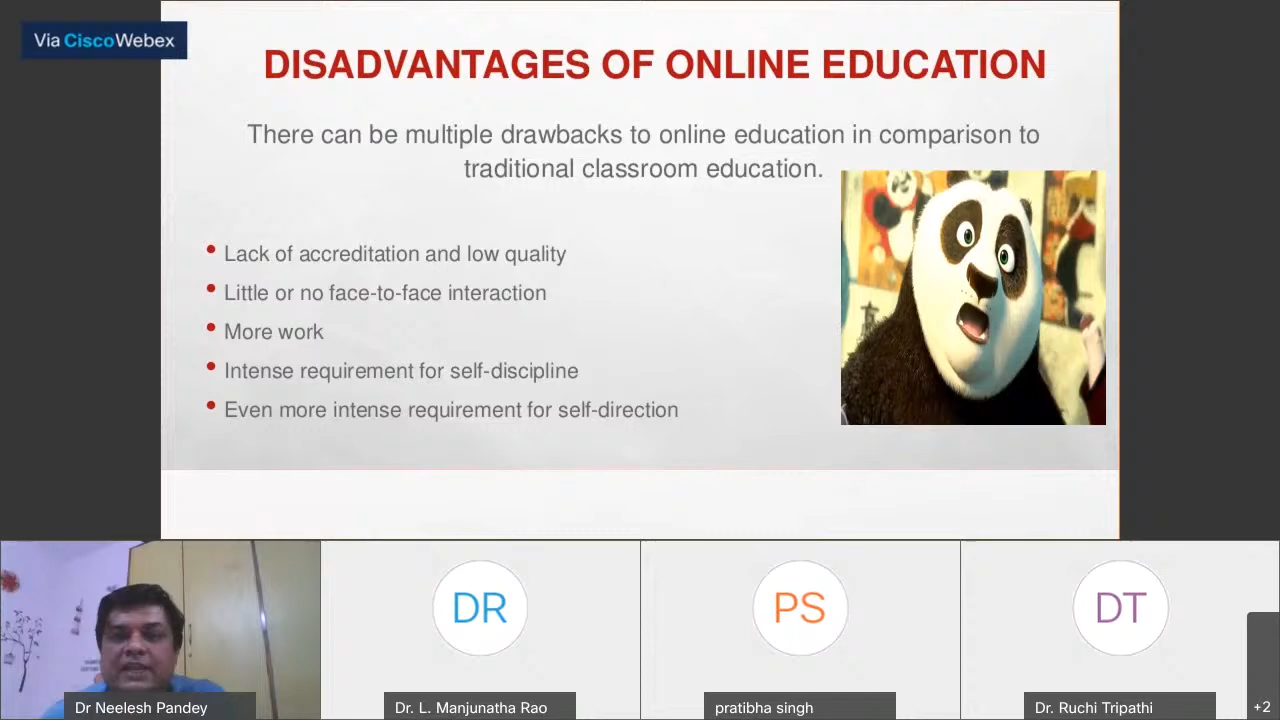 Via CiscoWebex
DISADVANTAGES OF ONLINE EDUCATION
There can be multiple drawbacks to online education in comparison to
traditional classroom education.
• Lack of accreditation and low quality
• Little or no face-to-face interaction
• More work
• Intense requirement for self-discipline
• Even more intense requirement for self-direction
DR
PS
DT
Dr Neelesh Pandey
Dr. L. Manjunatha Rao
pratibha singh
Dr. Ruchi Tripathi
+2